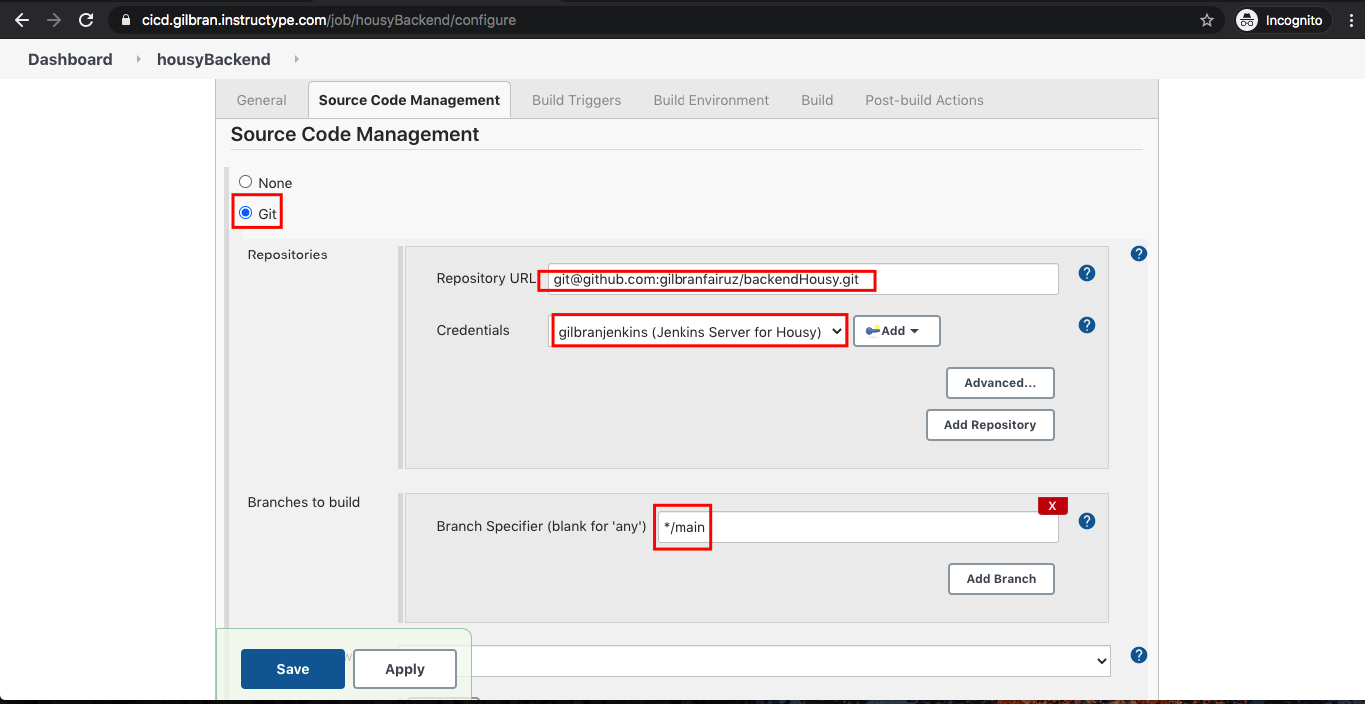 cicd.gilbran.instructype.com/job/housyBackend/configure
Incognito
Dashboard
housyBackend
General
Source Code Management
Build Triggers
Build Environment
Build
Post-build Actions
Source Code Management
None
Git
Repositories
?
Repository URL
git@github.com:gilbranfairuz/backendHousy.git
?
Credentials
gilbranjenkins (Jenkins Server for Housy)
Add
?
Advanced...
Add Repository
Branches to build
X
Branch Specifier (blank for 'any')
*/main
?
Add Branch
Save
Apply
?